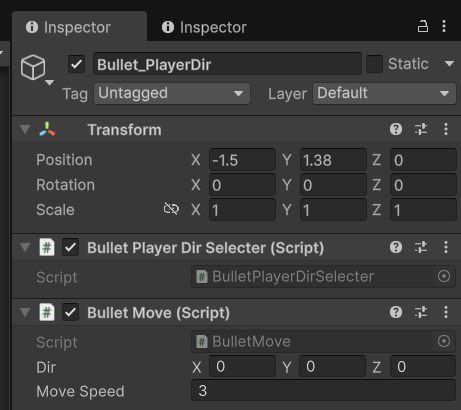 Inspector Inspector
Bullet_PlayerDir Static
Tag Untagged Layer Default
Transform
Position X -1.5 Y 1.38 Z 0
Rotation X 0 Y 0 Z 0
Scale X 1 Y 1 Z 1
# Bullet Player Dir Selecter (Script)
Script # BulletPlayerDirSelecter
# Bullet Move (Script)
Script # BulletMove
Dir X 0 Y 0 Z 0
Move Speed 3